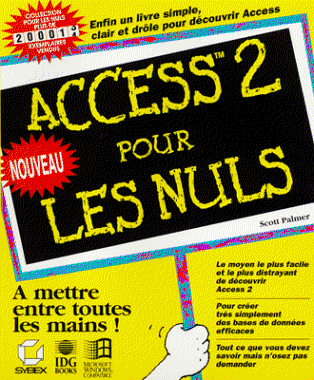 COLLECTION
POUR LES NULS
PLUS DE
EXEMPLAIRES
VENDUS
Enfin un livre simple,
clair et drôle pour découvrir Access
ACCESS™ 2
POUR
LES NULS
NOUVEAU
Scott Palmer
Le moyen le plus facile
et le plus distrayant
de découvrir
Access 2
A mettre
entre toutes
les mains !
Pour créer
très simplement
des bases de données
efficaces
Tout ce que vous devez
savoir mais n'osez pas
demander
SYBEX
IDG
BOOKS
MICROSOFT
WINDOWS
COMPATIBLE